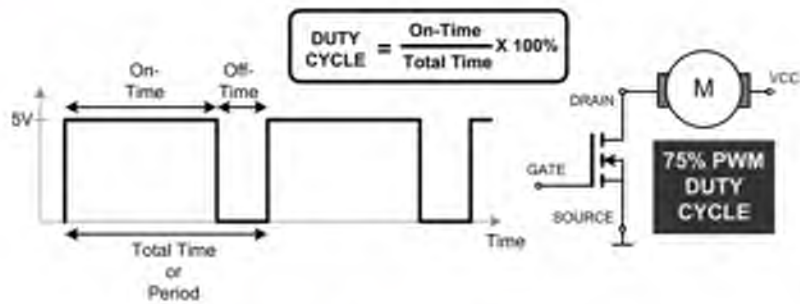 DUTY CYCLE = On-Time / Total Time X 100%
On-
Time
Off-
Time
5V
Total Time
or
Period
Time
M
VCC
DRAIN
GATE
SOURCE
75% PWM
DUTY
CYCLE